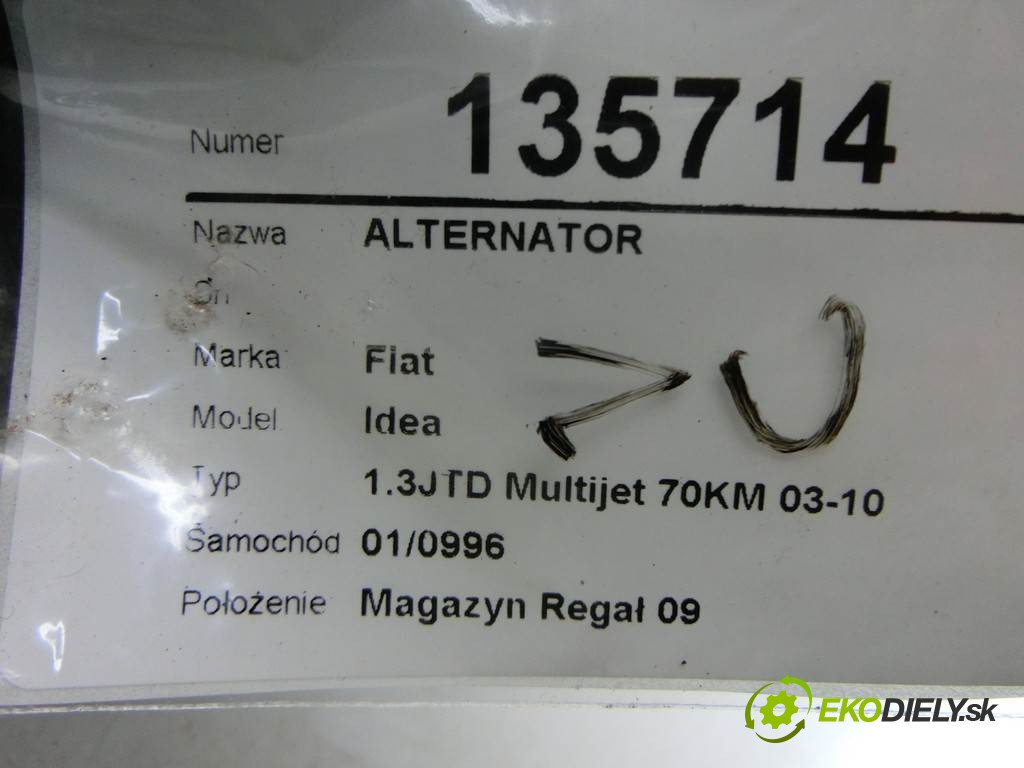 Numer 135714
Nazwa ALTERNATOR
Marka Fiat
Model Idea
Typ 1.3JTD Multijet 70KM 03-10
Samochód 01/0996
Położenie Magazyn Regał 09
EKODIELY.sk